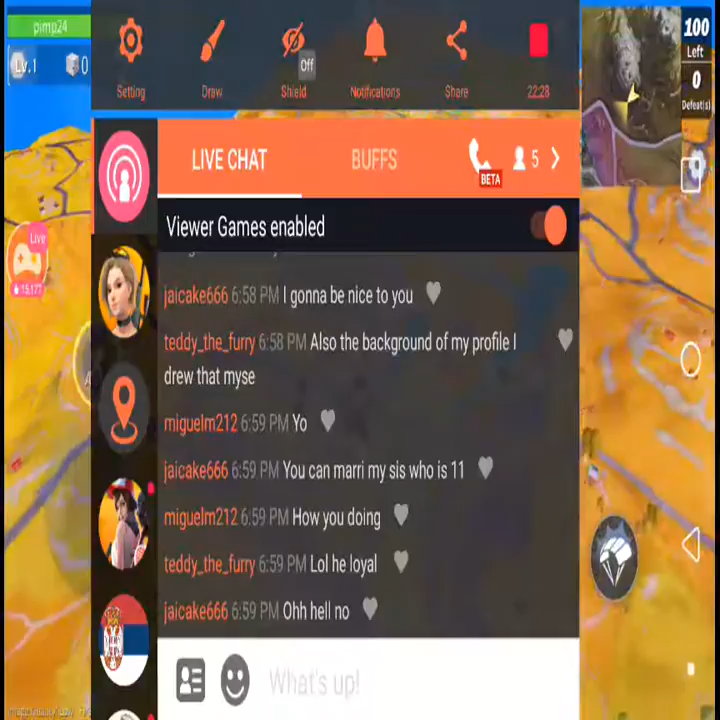 pimp24
Lv.1
0
Setting
Draw
Off
Shield
Notifications
Share
22:28
100
Left
0
Defeat(s)
LIVE CHAT
BUFFS
BETA
5
Viewer Games enabled
Live
15,177
jaicake666 6:58 PM I gonna be nice to you
teddy_the_furry 6:58 PM Also the background of my profile I
drew that myse
miguelm212 6:59 PM Yo
jaicake666 6:59 PM You can marri my sis who is 11
miguelm212 6:59 PM How you doing
teddy_the_furry 6:59 PM Lol he loyal
jaicake666 6:59 PM Ohh hell no
What's up!